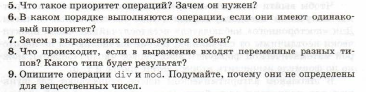 5. Что такое приоритет операций? Зачем он нужен?
6. В каком порядке выполняются операции, если они имеют одинако-
вый приоритет?
7. Зачем в выражениях используются скобки?
8. Что происходит, если в выражение входят переменные разных ти-
пов? Какого типа будет результат?
9. Опишите операции div и mod. Подумайте, почему они не определены
для вещественных чисел.